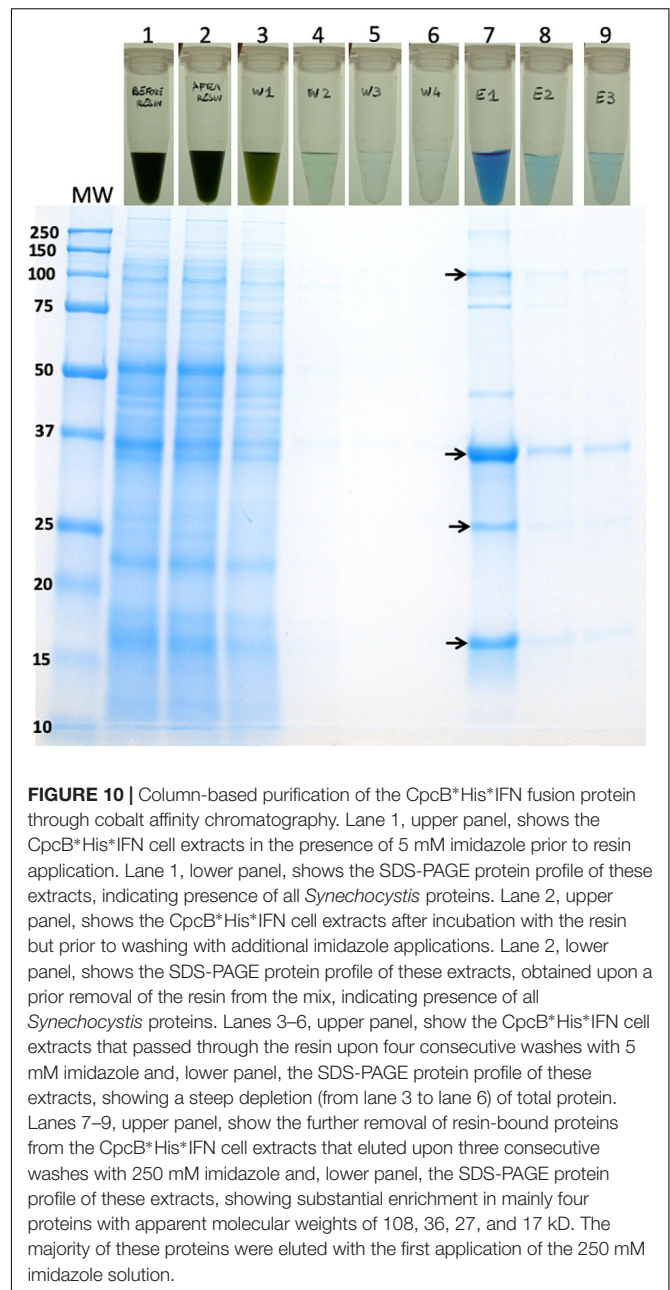 1 2 3 4 5 6 7 8 9
BEFORE RESIN AFTER RESIN W1 W2 W3 W4 E1 E2 E3
MW
250
150
100
75
50
37
25
20
15
10
FIGURE 10 | Column-based purification of the CpcB*His*IFN fusion protein
through cobalt affinity chromatography. Lane 1, upper panel, shows the
CpcB*His*IFN cell extracts in the presence of 5 mM imidazole prior to resin
application. Lane 1, lower panel, shows the SDS-PAGE protein profile of these
extracts, indicating presence of all Synechocystis proteins. Lane 2, upper
panel, shows the CpcB*His*IFN cell extracts after incubation with the resin
but prior to washing with additional imidazole applications. Lane 2, lower
panel, shows the SDS-PAGE protein profile of these extracts, obtained upon a
prior removal of the resin from the mix, indicating presence of all
Synechocystis proteins. Lanes 3–6, upper panel, show the CpcB*His*IFN cell
extracts that passed through the resin upon four consecutive washes with 5
mM imidazole and, lower panel, the SDS-PAGE protein profile of these
extracts, showing a steep depletion (from lane 3 to lane 6) of total protein.
Lanes 7–9, upper panel, show the further removal of resin-bound proteins
from the CpcB*His*IFN cell extracts that eluted upon three consecutive
washes with 250 mM imidazole and, lower panel, the SDS-PAGE protein
profile of these extracts, showing substantial enrichment in mainly four
proteins with apparent molecular weights of 108, 36, 27, and 17 kD. The
majority of these proteins were eluted with the first application of the 250 mM
imidazole solution.